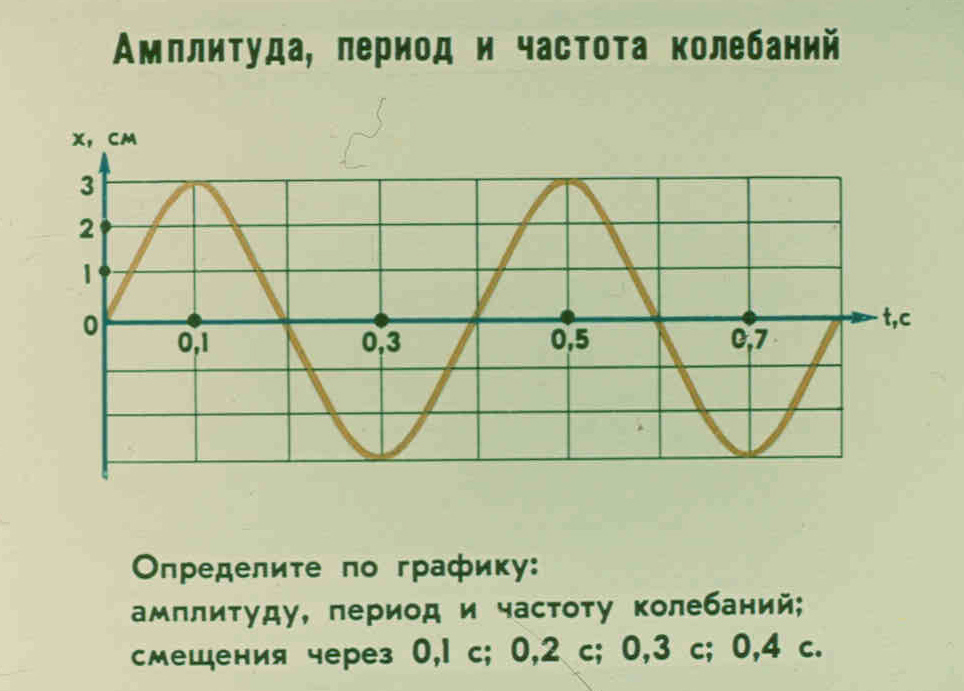 Амплитуда, период и частота колебаний
х, см
3
2
1
0
0,1
0,3
0,5
0,7
t,с
Определите по графику:
амплитуду, период и частоту колебаний;
смещения через 0,1 с; 0,2 с; 0,3 с; 0,4 с.